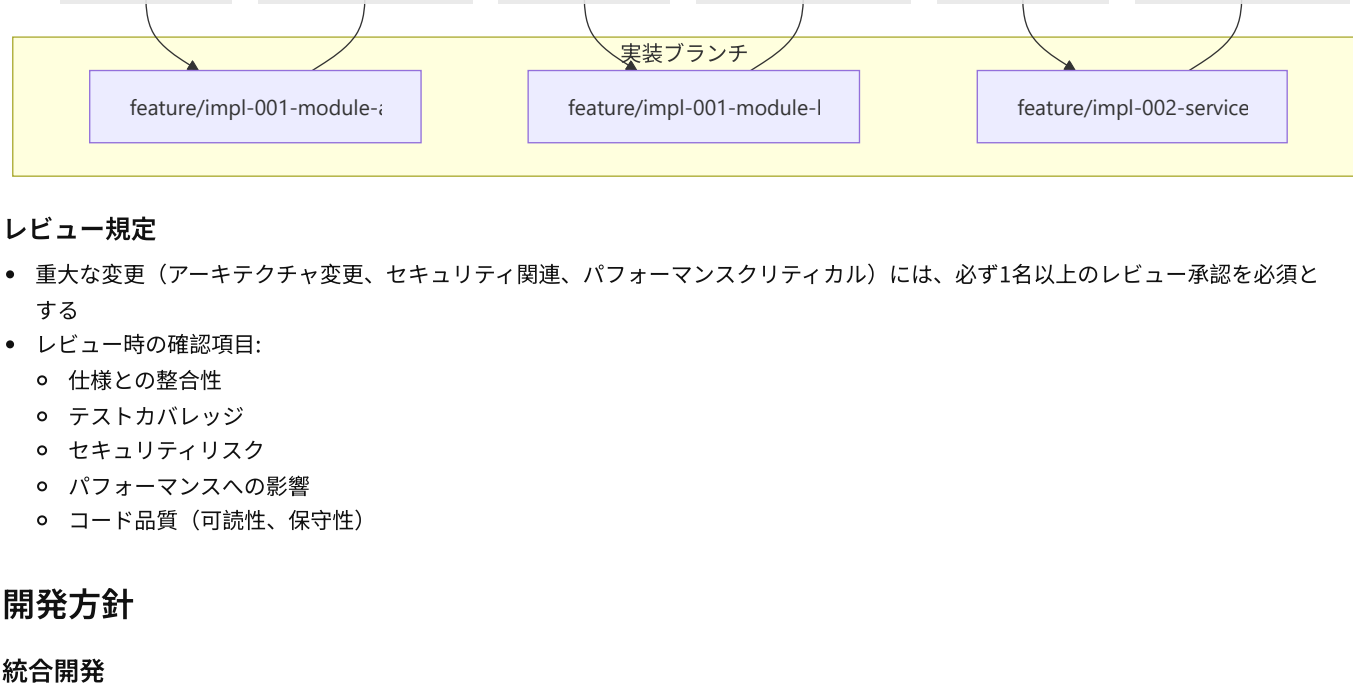 実装ブランチ
feature/impl-001-module-
feature/impl-001-module-
feature/impl-002-service
レビュー規定
• 重大な変更（アーキテクチャ変更、セキュリティ関連、パフォーマンスクリティカル）には、必ず1名以上のレビュー承認を必須と
する
• レビュー時の確認項目:
○ 仕様との整合性
○ テストカバレッジ
○ セキュリティリスク
○ パフォーマンスへの影響
○ コード品質（可読性、保守性）
開発方針
統合開発